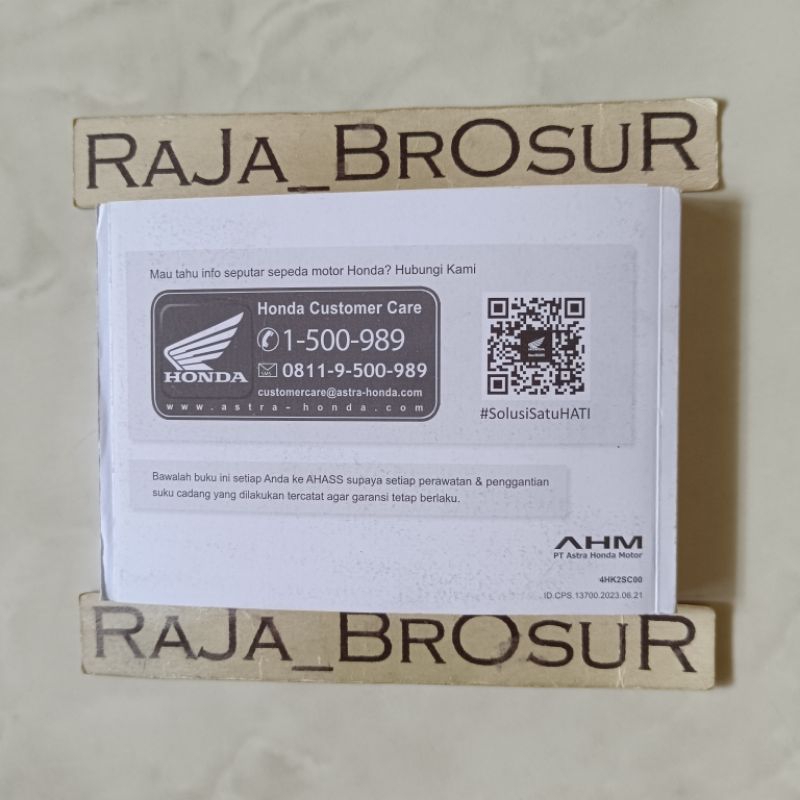 RAJA_BROSUR
Mau tahu info seputar sepeda motor Honda? Hubungi Kami
Honda Customer Care
1-500-989
SMS 0811-9-500-989
customercare@astra-honda.com
www.astra-honda.com
HONDA
#SolusiSatuHATI
Bawalah buku ini setiap Anda ke AHASS supaya setiap perawatan & penggantian
suku cadang yang dilakukan tercatat agar garansi tetap berlaku.
AHM
PT Astra Honda Motor
4HK2SC00
ID.CPS.13700.2023.06.21
RAJA_BROSUR